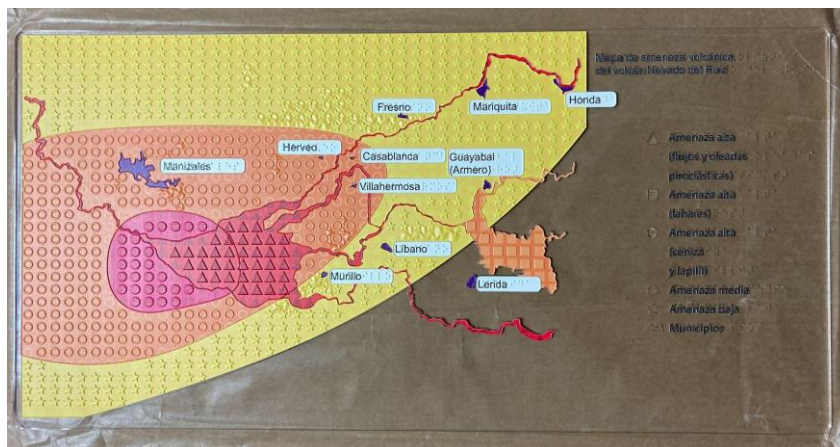 Mapa de amenaza volcánica
del volcán Nevado del Ruiz
Fresno
Mariquita
Honda
Herveo
Casablanca
Guayabal
(Armero)
Manizales
Villahermosa
Líbano
Murillo
Lerida
Amenaza alta
(flujos y oleadas
piroclásticas)
Amenaza alta
(lahares)
Amenaza alta
(ceniza
y lapilli)
Amenaza media
Amenaza baja
Municipios